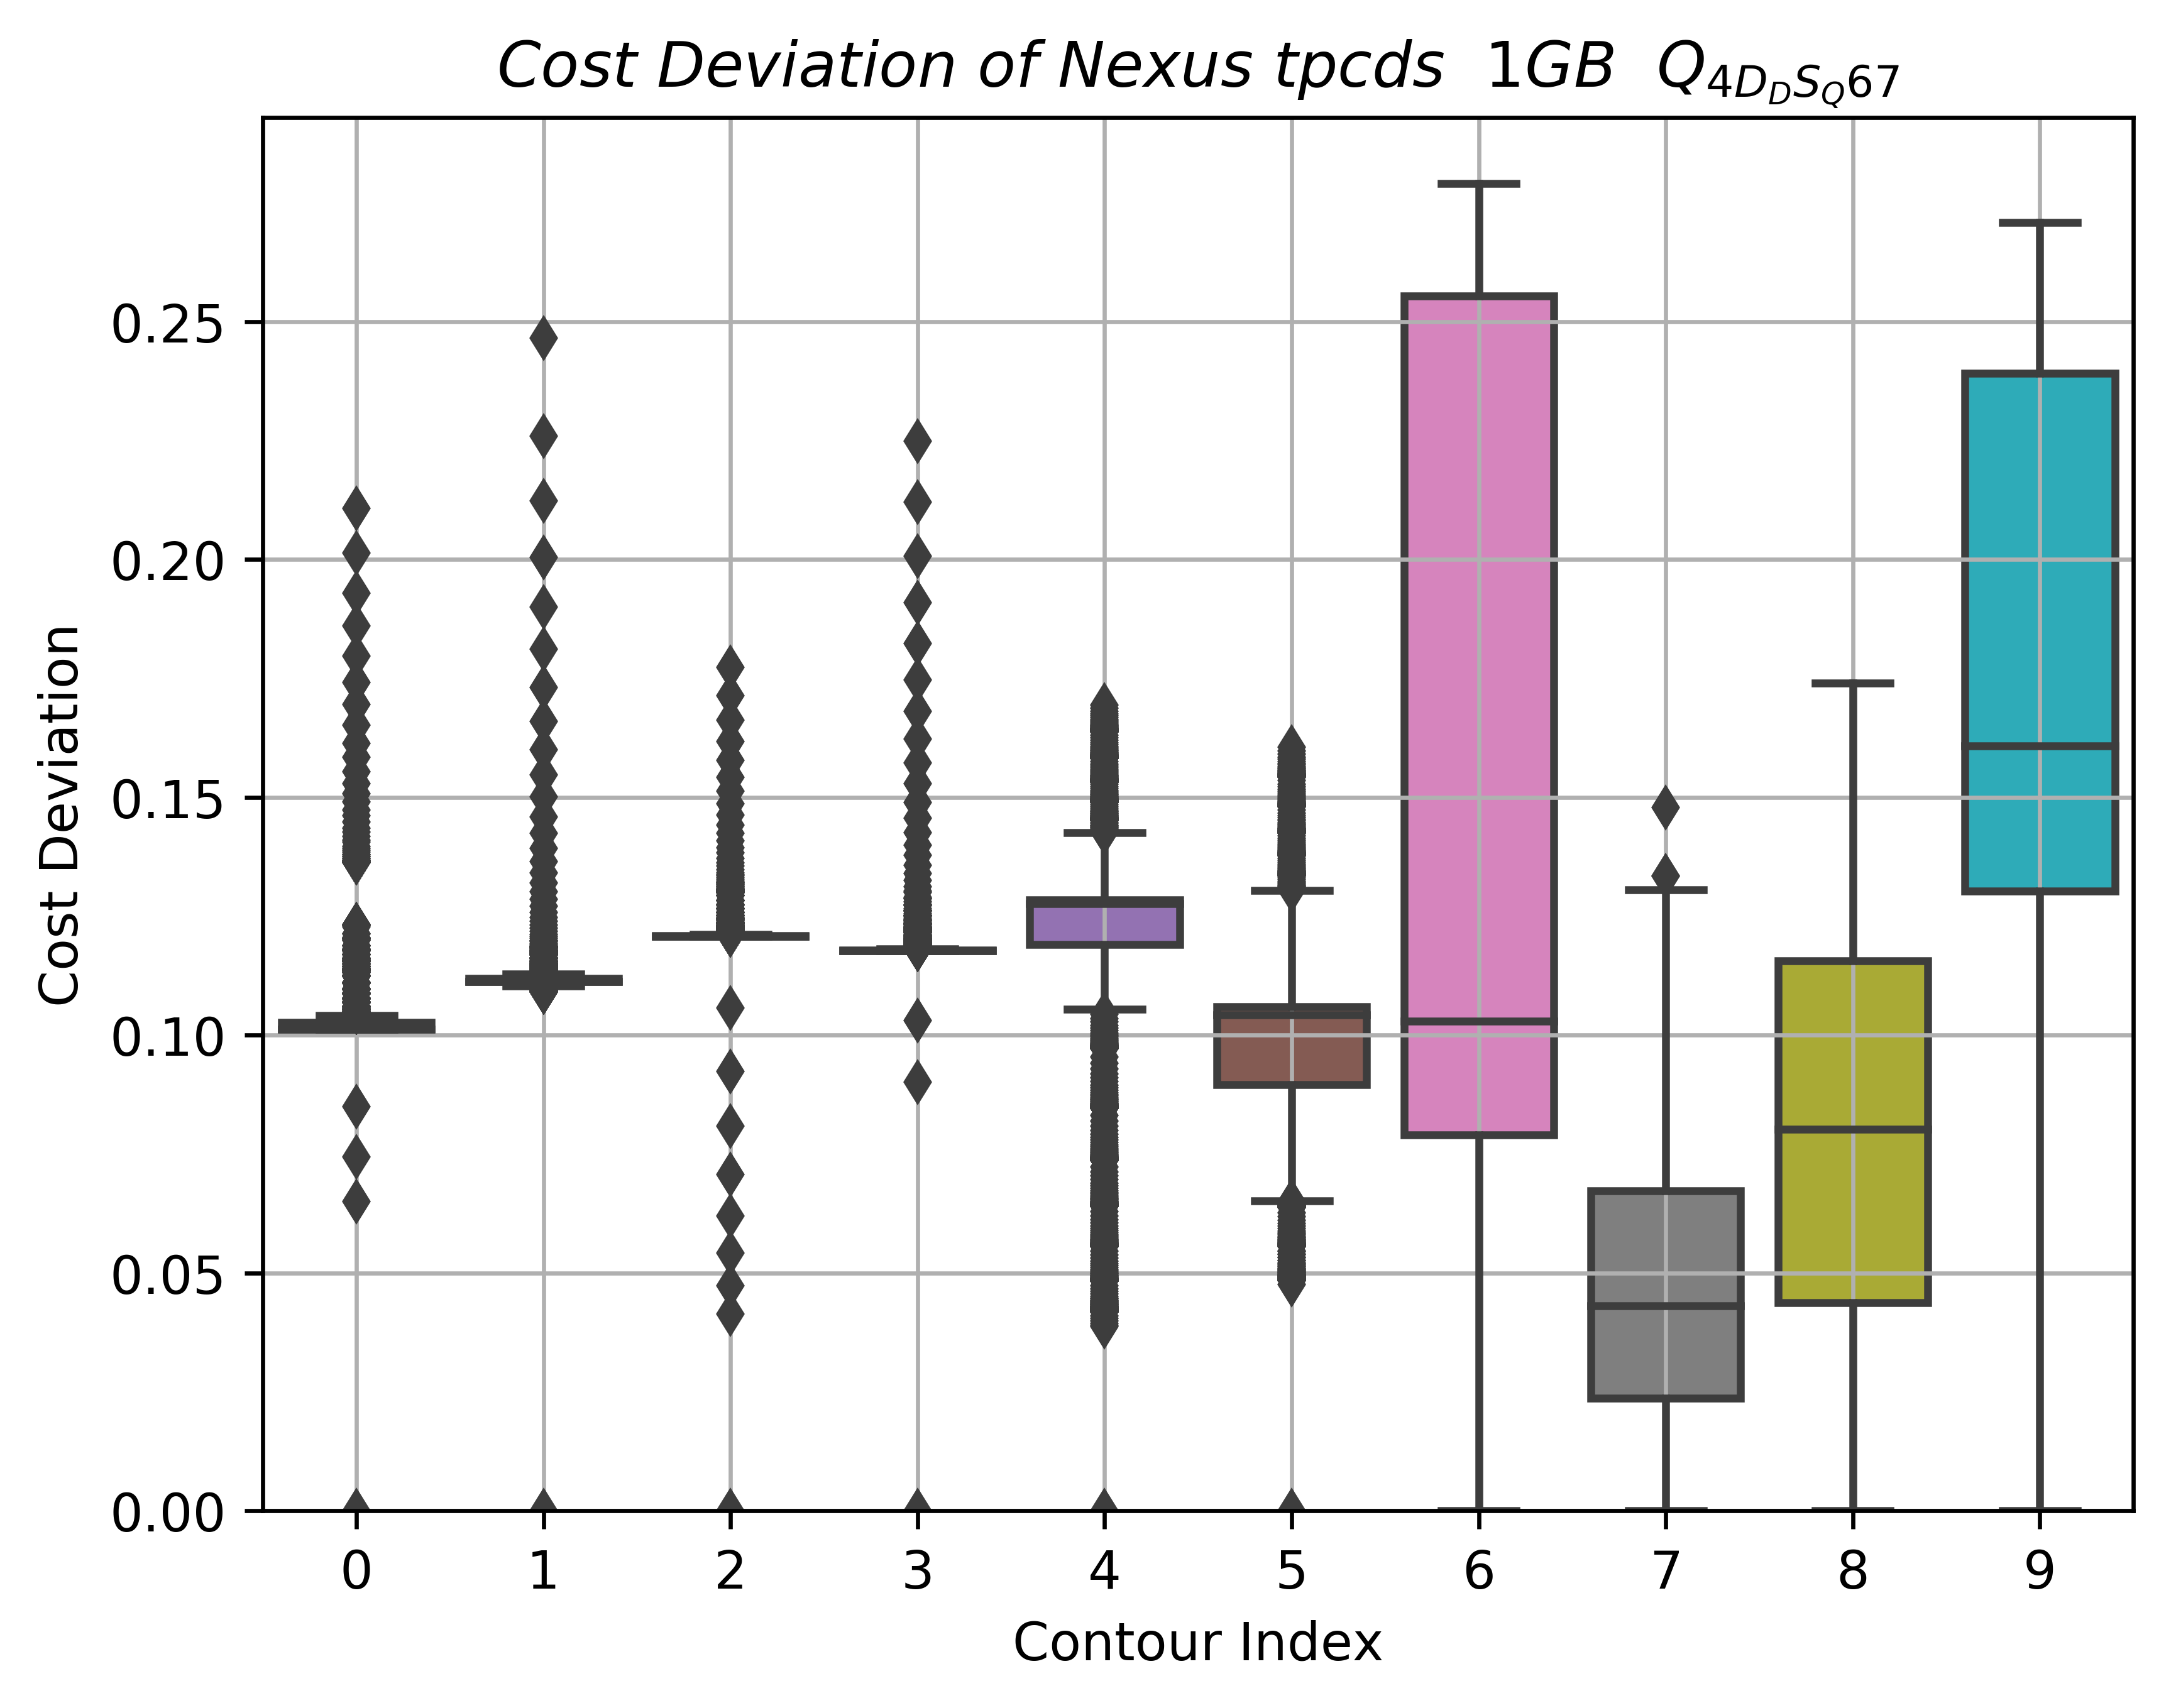 Cost Deviation of Nexus tpcds 1GB Q4DDSQ67
Cost Deviation
0.25
0.20
0.15
0.10
0.05
0.00
0 1 2 3 4 5 6 7 8 9
Contour Index